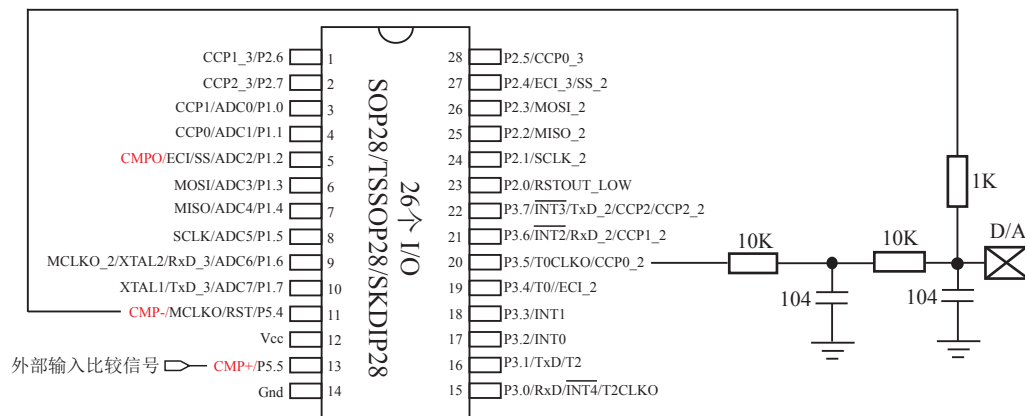 CCP1_3/P2.6 1
CCP2_3/P2.7 2
CCP1/ADC0/P1.0 3
CCP0/ADC1/P1.1 4
CMPO/ECI/SS/ADC2/P1.2 5
MOSI/ADC3/P1.3 6
MISO/ADC4/P1.4 7
SCLK/ADC5/P1.5 8
MCLKO_2/XTAL2/RxD_3/ADC6/P1.6 9
XTAL1/TxD_3/ADC7/P1.7 10
CMP-/MCLKO/RST/P5.4 11
Vcc 12
外部输入比较信号 CMP+/P5.5 13
Gnd 14
SOP28/TSSOP28/SKDIP28
26个 I/O
28 P2.5/CCP0_3
27 P2.4/ECI_3/SS_2
26 P2.3/MOSI_2
25 P2.2/MISO_2
24 P2.1/SCLK_2
23 P2.0/RSTOUT_LOW
22 P3.7/INT3/TxD_2/CCP2/CCP2_2
21 P3.6/INT2/RxD_2/CCP1_2
20 P3.5/T0CLKO/CCP0_2
19 P3.4/T0//ECI_2
18 P3.3/INT1
17 P3.2/INT0
16 P3.1/TxD/T2
15 P3.0/RxD/INT4/T2CLKO
1K
D/A
10K
10K
104
104